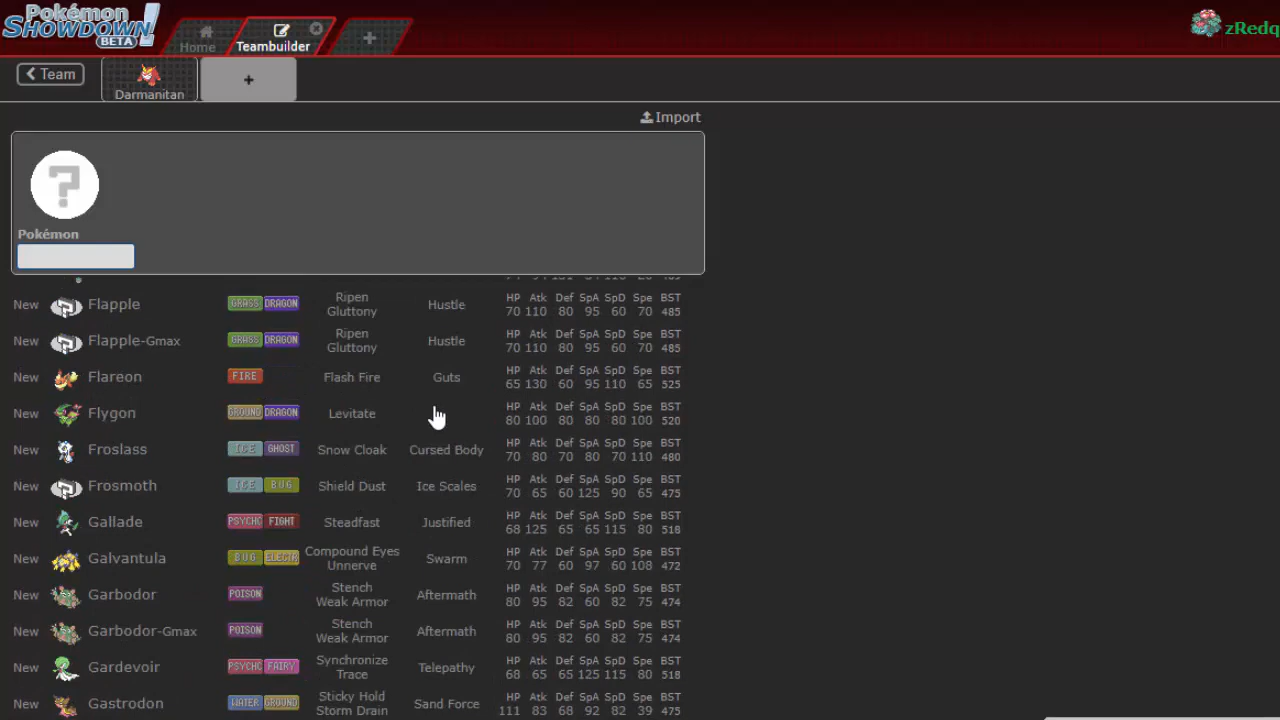 Pokémon
SHOWDOWN!
BETA
Home
Teambuilder
+
zRedq
< Team
Darmanitan
+
Import
Pokémon
New Flapple GRASS DRAGON Ripen Gluttony Hustle HP 70 Atk 110 Def 80 SpA 95 SpD 60 Spe 70 BST 485
New Flapple-Gmax GRASS DRAGON Ripen Gluttony Hustle HP 70 Atk 110 Def 80 SpA 95 SpD 60 Spe 70 BST 485
New Flareon FIRE Flash Fire Guts HP 65 Atk 130 Def 60 SpA 95 SpD 110 Spe 65 BST 525
New Flygon GROUND DRAGON Levitate HP 80 Atk 100 Def 80 SpA 80 SpD 80 Spe 100 BST 520
New Froslass ICE GHOST Snow Cloak Cursed Body HP 70 Atk 80 Def 70 SpA 80 SpD 70 Spe 110 BST 480
New Frosmoth ICE BUG Shield Dust Ice Scales HP 70 Atk 65 Def 60 SpA 125 SpD 90 Spe 65 BST 475
New Gallade PSYCHC FIGHT Steadfast Justified HP 68 Atk 125 Def 65 SpA 65 SpD 115 Spe 80 BST 518
New Galvantula BUG ELECTR Compound Eyes Unnerve Swarm HP 70 Atk 77 Def 60 SpA 97 SpD 60 Spe 108 BST 472
New Garbodor POISON Stench Weak Armor Aftermath HP 80 Atk 95 Def 82 SpA 60 SpD 82 Spe 75 BST 474
New Garbodor-Gmax POISON Stench Weak Armor Aftermath HP 80 Atk 95 Def 82 SpA 60 SpD 82 Spe 75 BST 474
New Gardevoir PSYCHC FAIRY Synchronize Trace Telepathy HP 68 Atk 65 Def 65 SpA 125 SpD 115 Spe 80 BST 518
New Gastrodon WATER GROUND Sticky Hold Storm Drain Sand Force HP 111 Atk 83 Def 68 SpA 92 SpD 82 Spe 39 BST 475